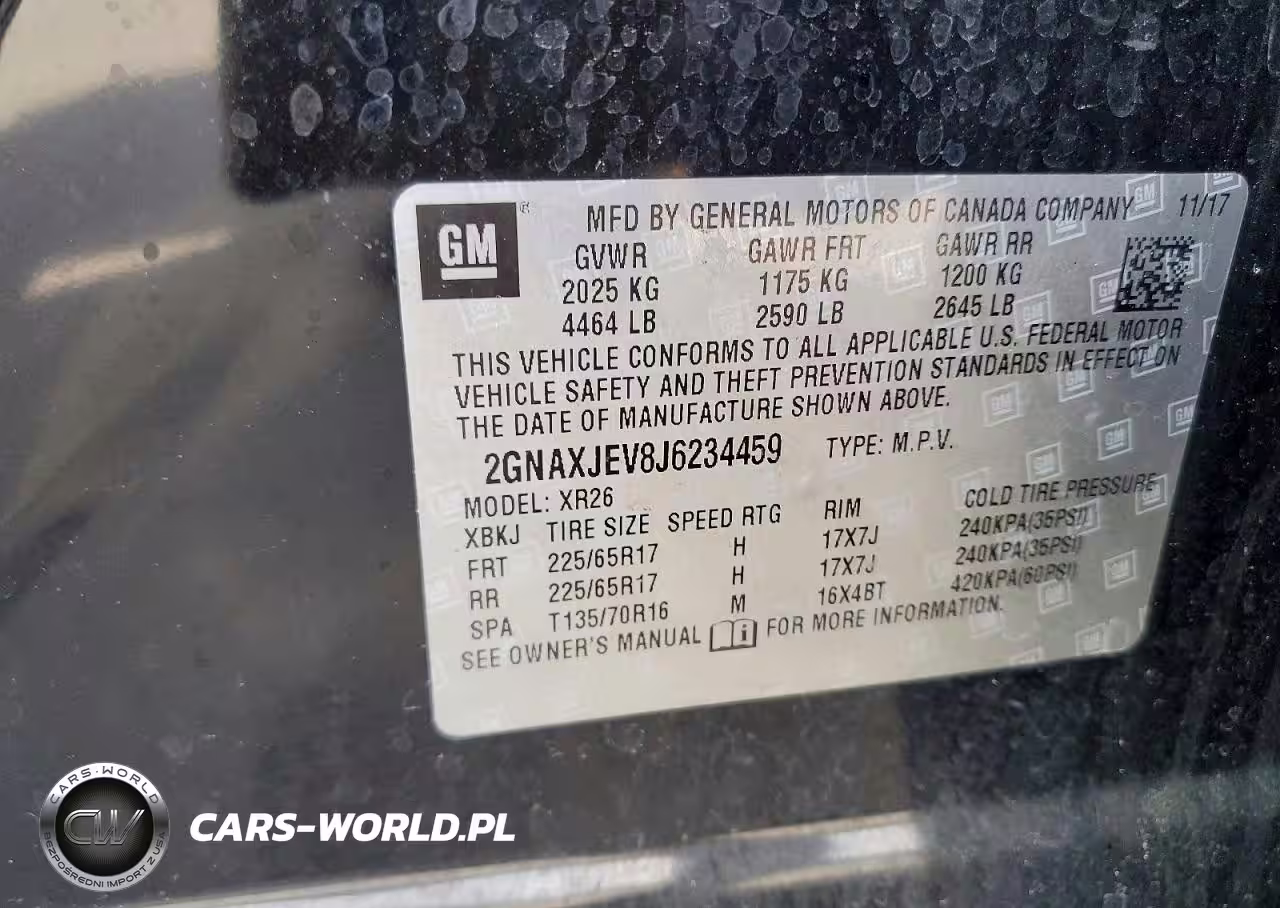 GM®
MFD BY GENERAL MOTORS OF CANADA COMPANY 11/17
GVWR GAWR FRT GAWR RR
2025 KG 1175 KG 1200 KG
4464 LB 2590 LB 2645 LB
THIS VEHICLE CONFORMS TO ALL APPLICABLE U.S. FEDERAL MOTOR
VEHICLE SAFETY AND THEFT PREVENTION STANDARDS IN EFFECT ON
THE DATE OF MANUFACTURE SHOWN ABOVE.
2GNAXJEV8J6234459 TYPE: M.P.V.
MODEL: XR26
XBKJ TIRE SIZE SPEED RTG RIM COLD TIRE PRESSURE
FRT 225/65R17 H 17X7J 240KPA(35PSI)
RR 225/65R17 H 17X7J 240KPA(35PSI)
SPA T135/70R16 M 16X4BT 420KPA(60PSI)
SEE OWNER'S MANUAL FOR MORE INFORMATION.
CARS-WORLD
CW
BEZPOŚREDNI IMPORT Z USA
CARS-WORLD.PL